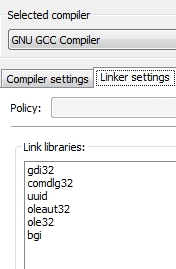 Selected compiler
GNU GCC Compiler
Compiler settings
Linker settings
Policy:
Link libraries:
gdi32
comdlg32
uuid
oleaut32
ole32
bgi